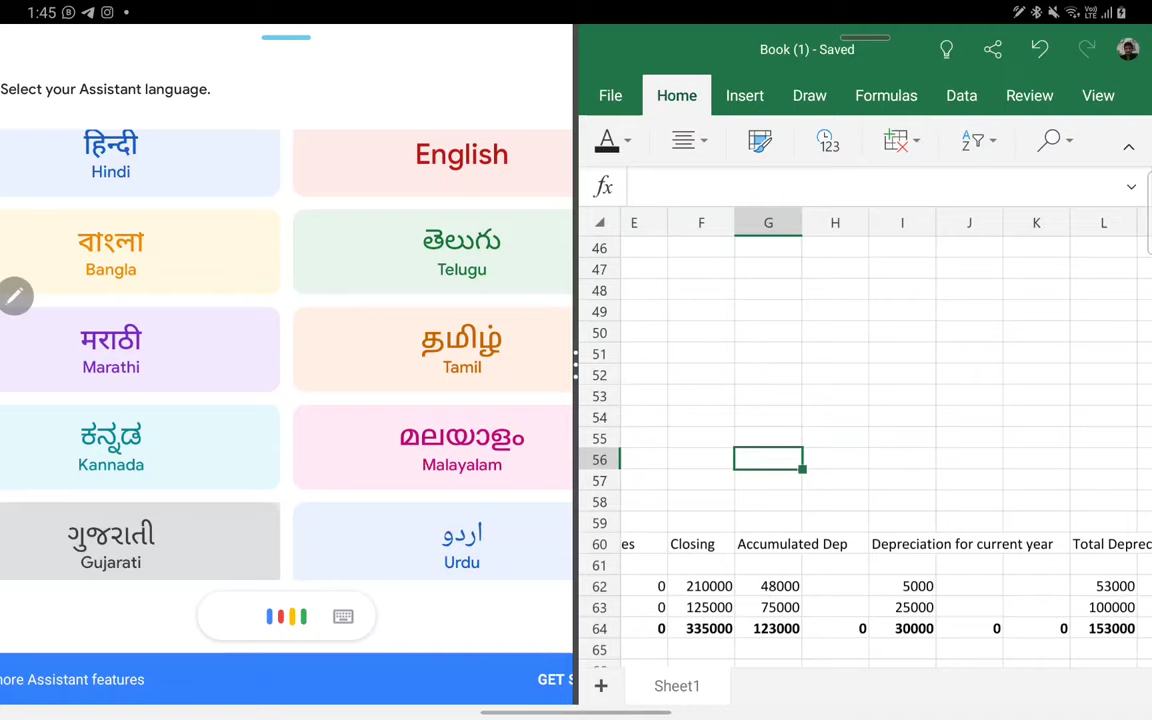 1:45
Select your Assistant language.
हिन्दी
Hindi
English
বাংলা
Bangla
తెలుగు
Telugu
मराठी
Marathi
தமிழ்
Tamil
ಕನ್ನಡ
Kannada
മലയാളം
Malayalam
ગુજરાતી
Gujarati
اردو
Urdu
ore Assistant features
GET S
Book (1) - Saved
File Home Insert Draw Formulas Data Review View
A 123 A Z
fx
E F G H I J K L
46
47
48
49
50
51
52
53
54
55
56
57
58
59
60 es Closing Accumulated Dep Depreciation for current year Total Deprec
61
62 0 210000 48000 5000 53000
63 0 125000 75000 25000 100000
64 0 335000 123000 0 30000 0 0 153000
65
+ Sheet1